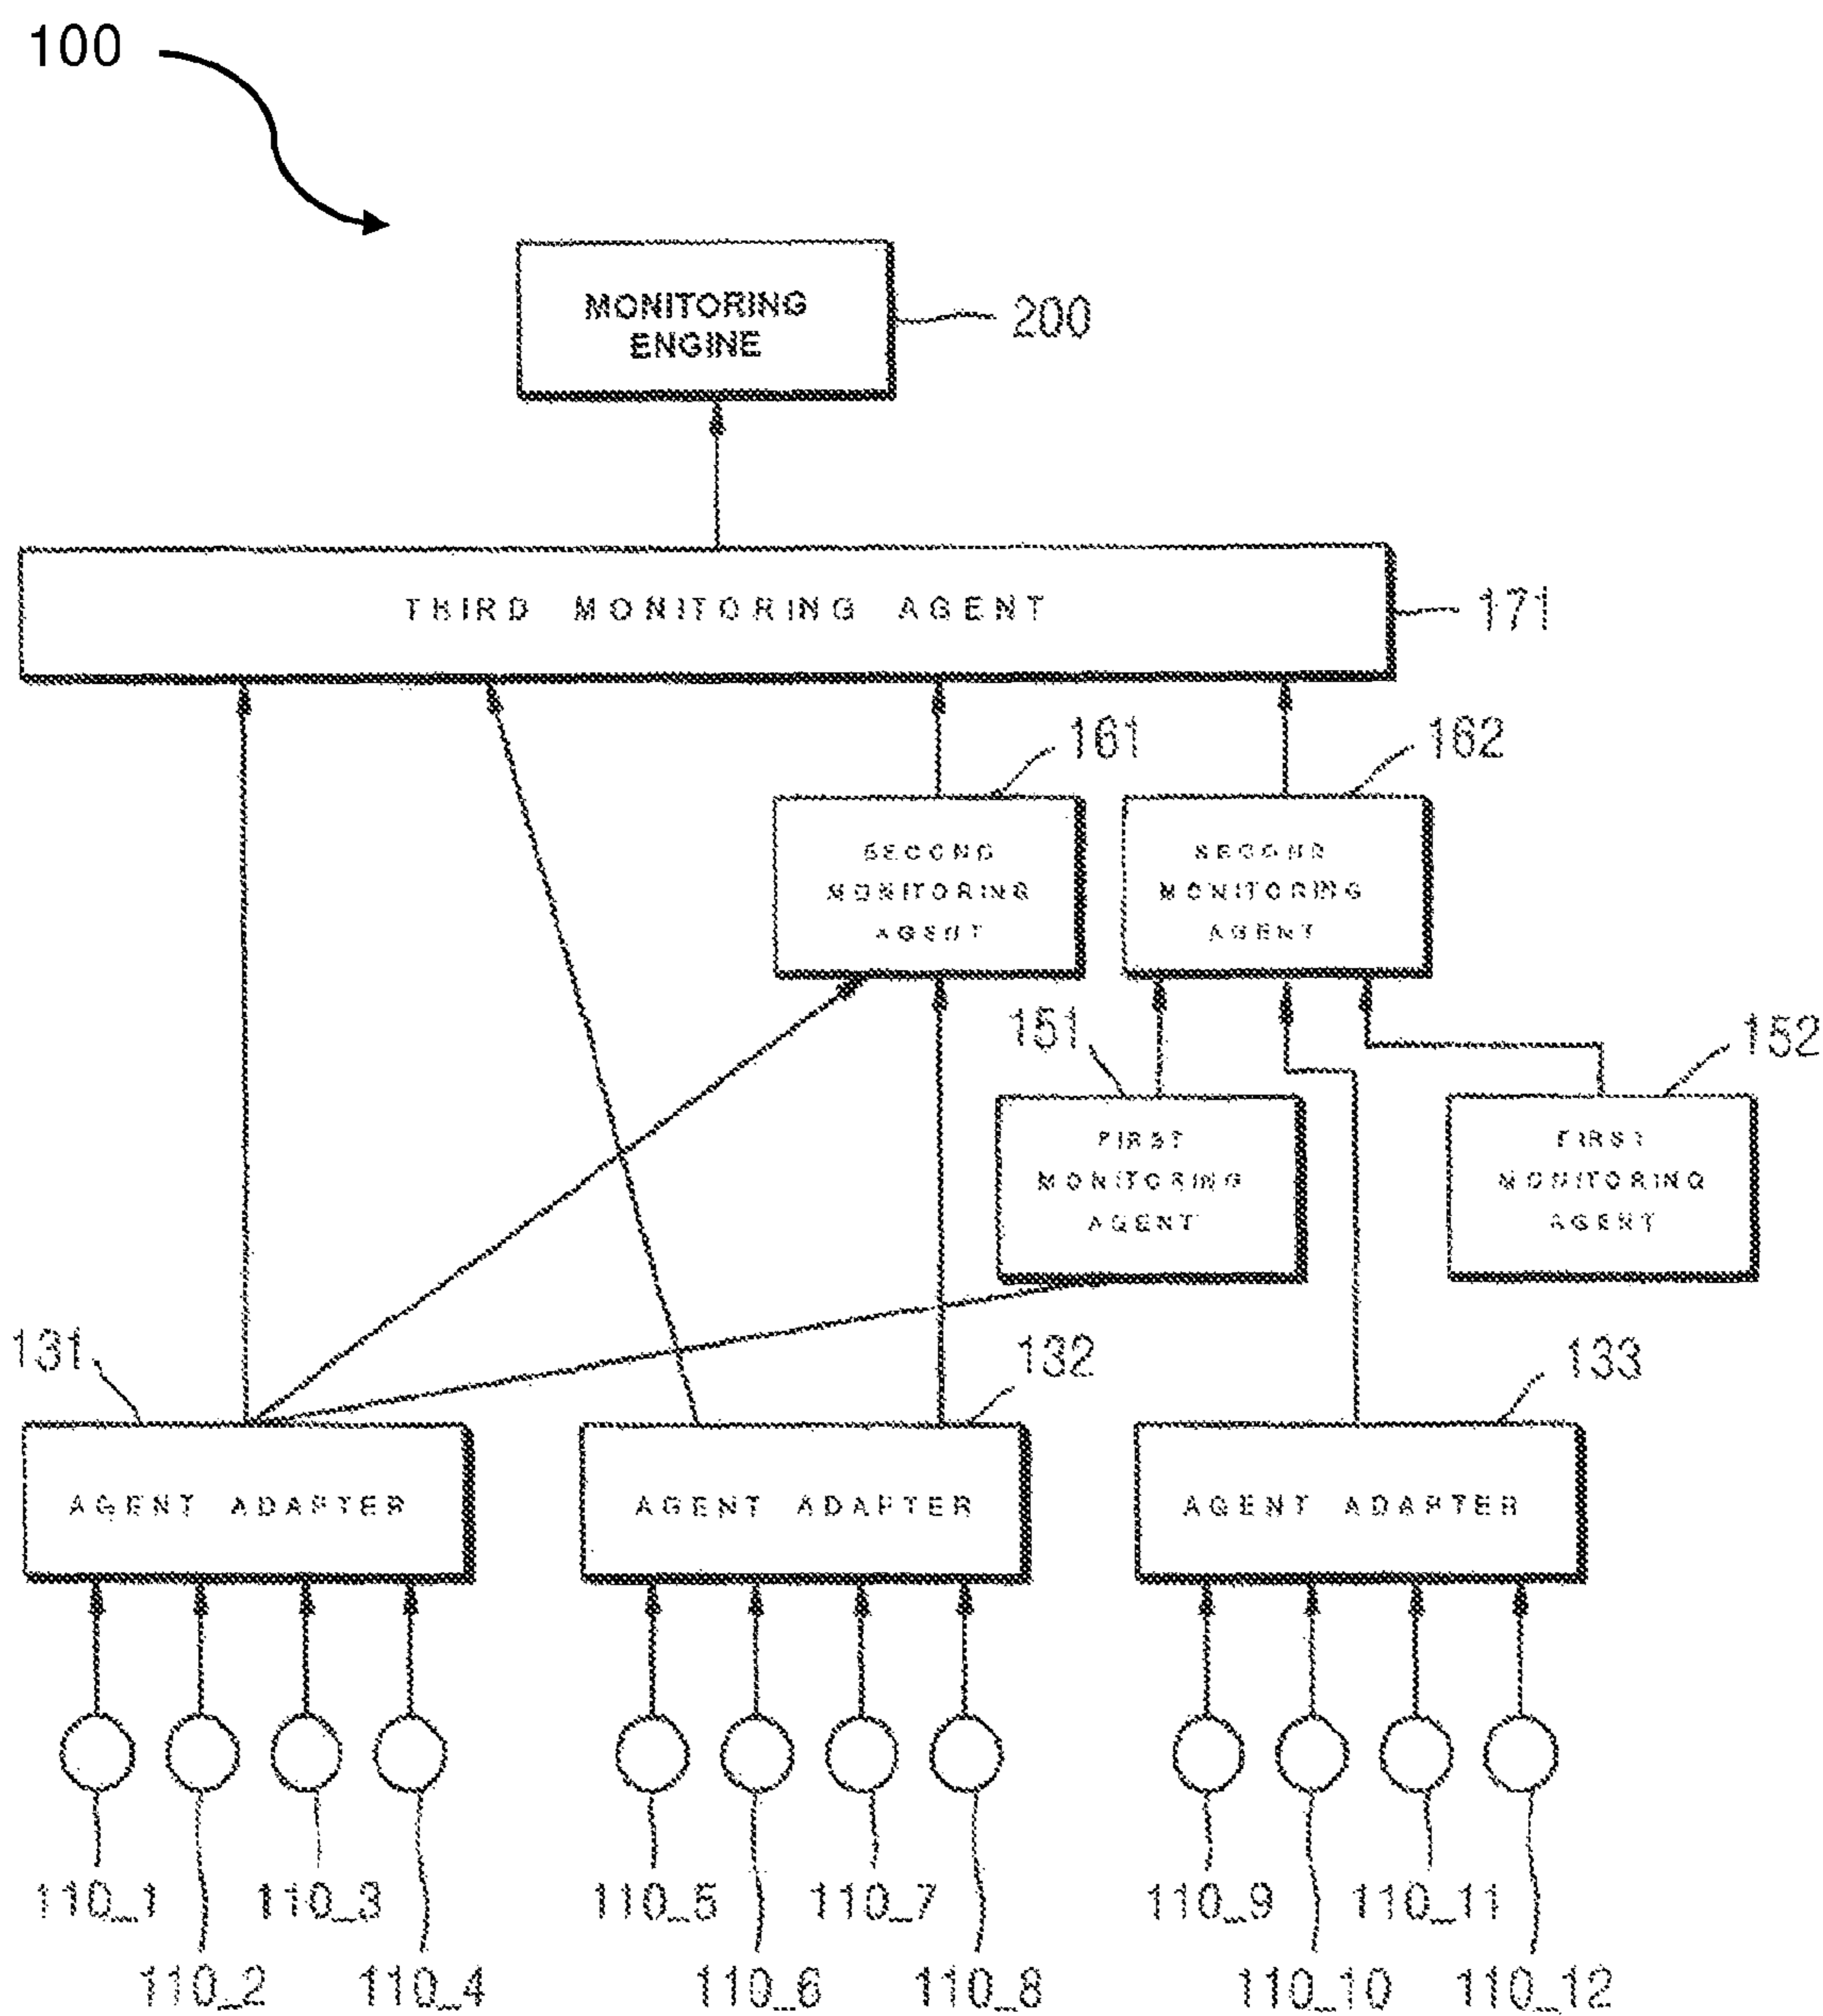 100
MONITORING
ENGINE
200
THIRD MONITORING AGENT
171
161
162
SECOND
MONITORING
AGENT
SECOND
MONITORING
AGENT
151
152
FIRST
MONITORING
AGENT
FIRST
MONITORING
AGENT
131
132
133
AGENT ADAPTER
AGENT ADAPTER
AGENT ADAPTER
110_1
110_3
110_5
110_7
110_9
110_11
110_2
110_4
110_6
110_8
110_10
110_12